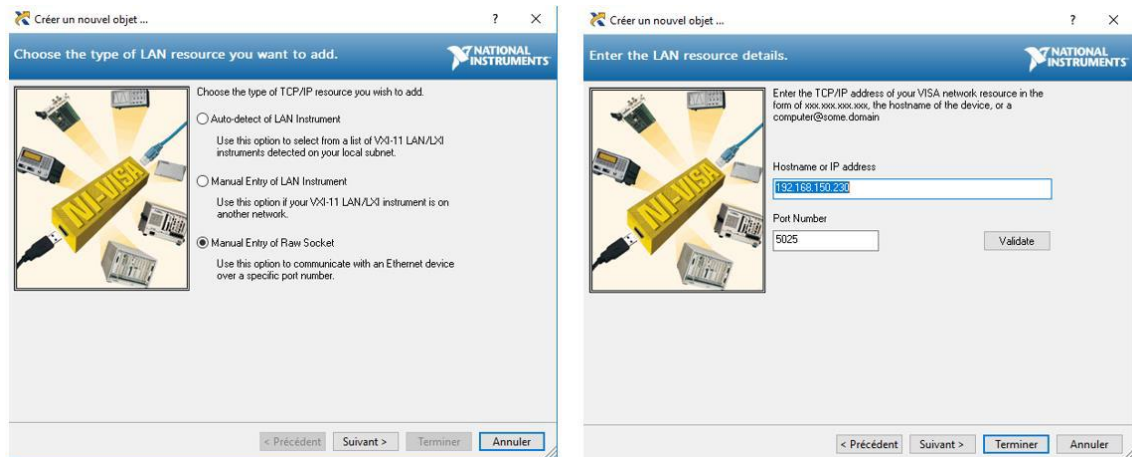 Créer un nouvel objet ...
? ×
Choose the type of LAN resource you want to add.
NATIONAL
INSTRUMENTS
NI-VISA
Choose the type of TCP/IP resource you wish to add.
Auto-detect of LAN Instrument
Use this option to select from a list of VXI-11 LAN/LXI
instruments detected on your local subnet.
Manual Entry of LAN Instrument
Use this option if your VXI-11 LAN/LXI instrument is on
another network.
Manual Entry of Raw Socket
Use this option to communicate with an Ethernet device
over a specific port number.
< Précédent Suivant > Terminer Annuler
Créer un nouvel objet ...
? ×
Enter the LAN resource details.
NATIONAL
INSTRUMENTS
NI-VISA
Enter the TCP/IP address of your VISA network resource in the
form of xxx.xxx.xxx.xxx, the hostname of the device, or a
computer@some.domain
Hostname or IP address
192.168.150.230
Port Number
5025 Validate
< Précédent Suivant > Terminer Annuler